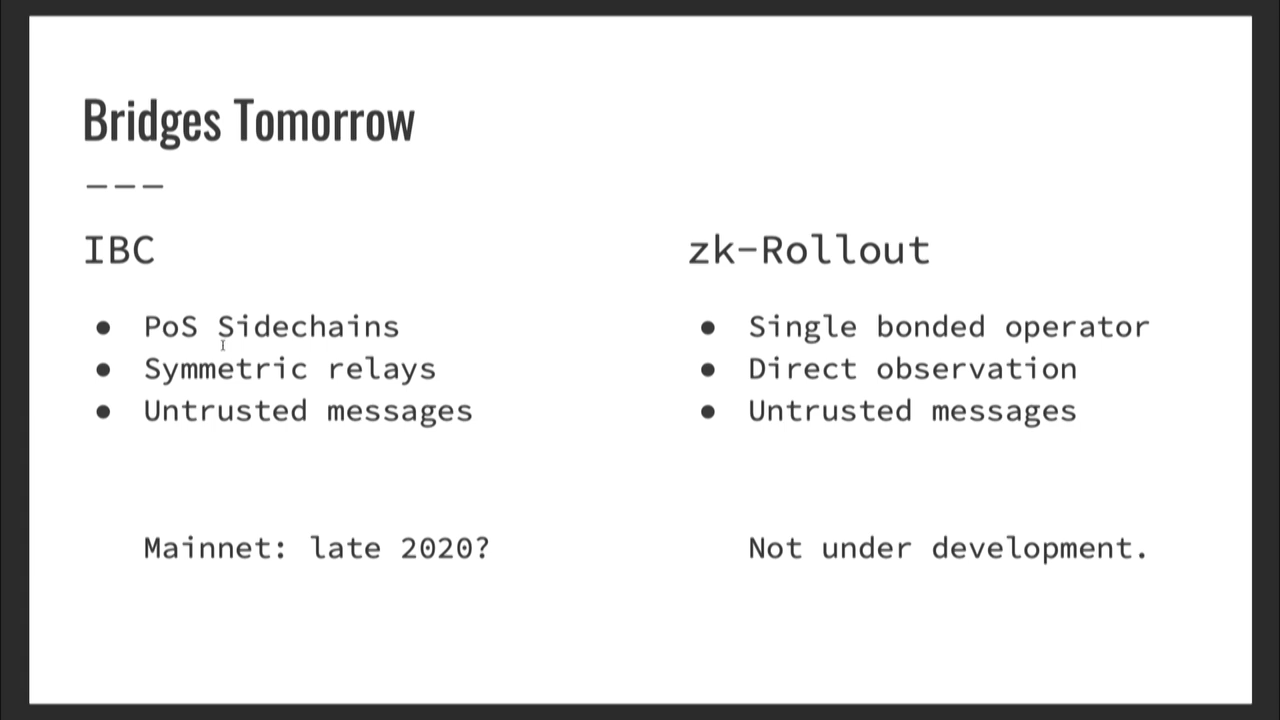 Bridges Tomorrow
---
IBC
● PoS Sidechains
● Symmetric relays
● Untrusted messages
Mainnet: late 2020?
zk-Rollout
● Single bonded operator
● Direct observation
● Untrusted messages
Not under development.